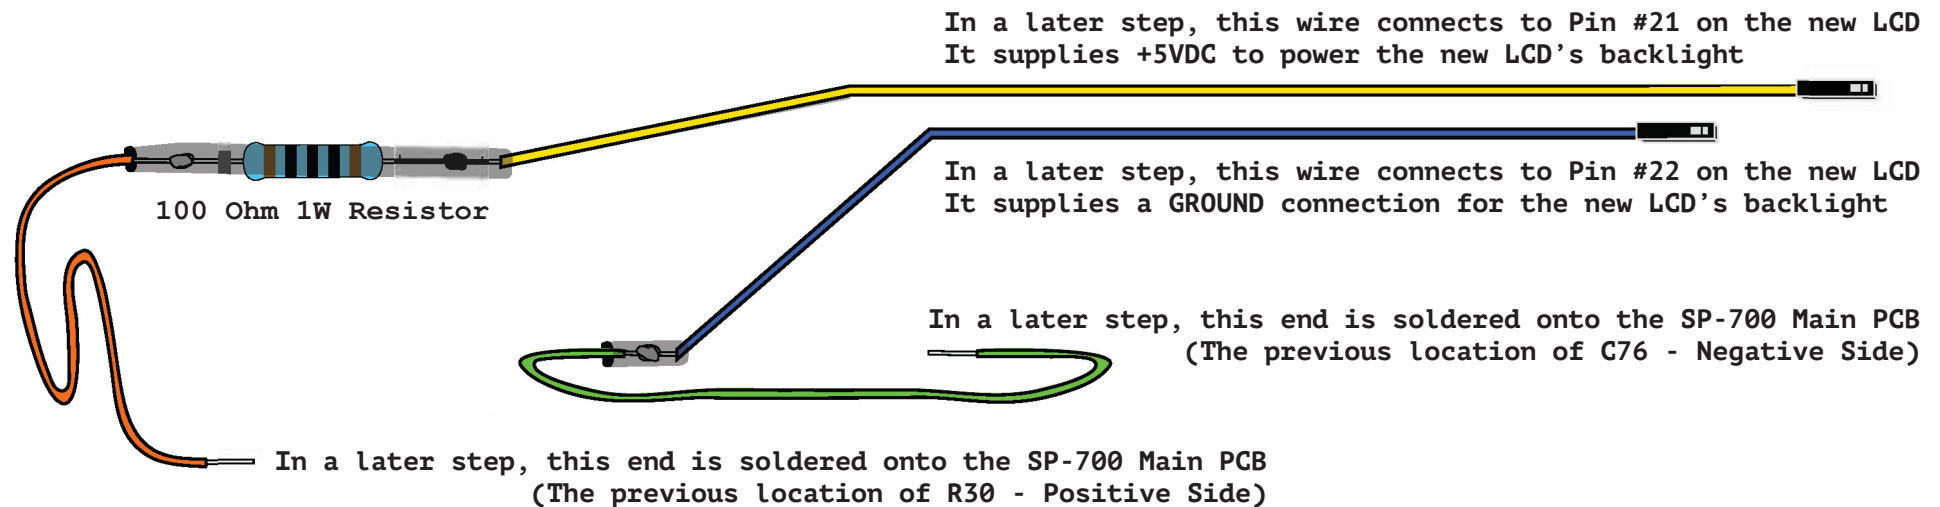 In a later step, this wire connects to Pin #21 on the new LCD
It supplies +5VDC to power the new LCD's backlight
In a later step, this wire connects to Pin #22 on the new LCD
It supplies a GROUND connection for the new LCD's backlight
100 Ohm 1W Resistor
In a later step, this end is soldered onto the SP-700 Main PCB
(The previous location of C76 - Negative Side)
In a later step, this end is soldered onto the SP-700 Main PCB
(The previous location of R30 - Positive Side)